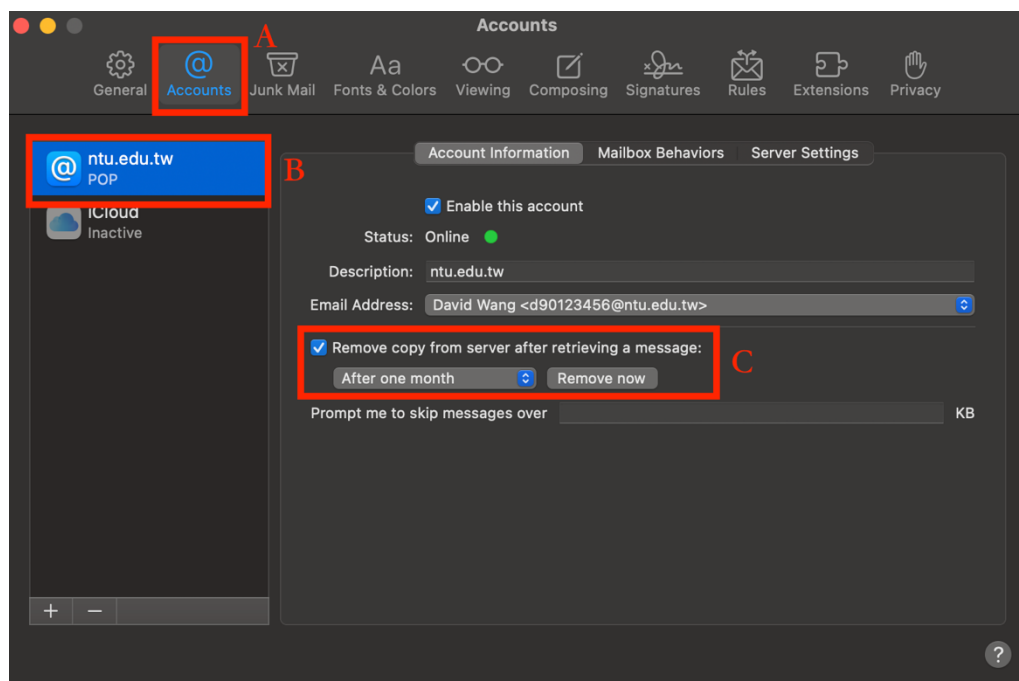 Accounts
A
General Accounts Junk Mail Fonts & Colors Viewing Composing Signatures Rules Extensions Privacy
ntu.edu.tw
POP
B
iCloud
Inactive
Account Information Mailbox Behaviors Server Settings
Enable this account
Status: Online
Description: ntu.edu.tw
Email Address: David Wang <d90123456@ntu.edu.tw>
Remove copy from server after retrieving a message:
C
After one month Remove now
Prompt me to skip messages over KB
+ −
?